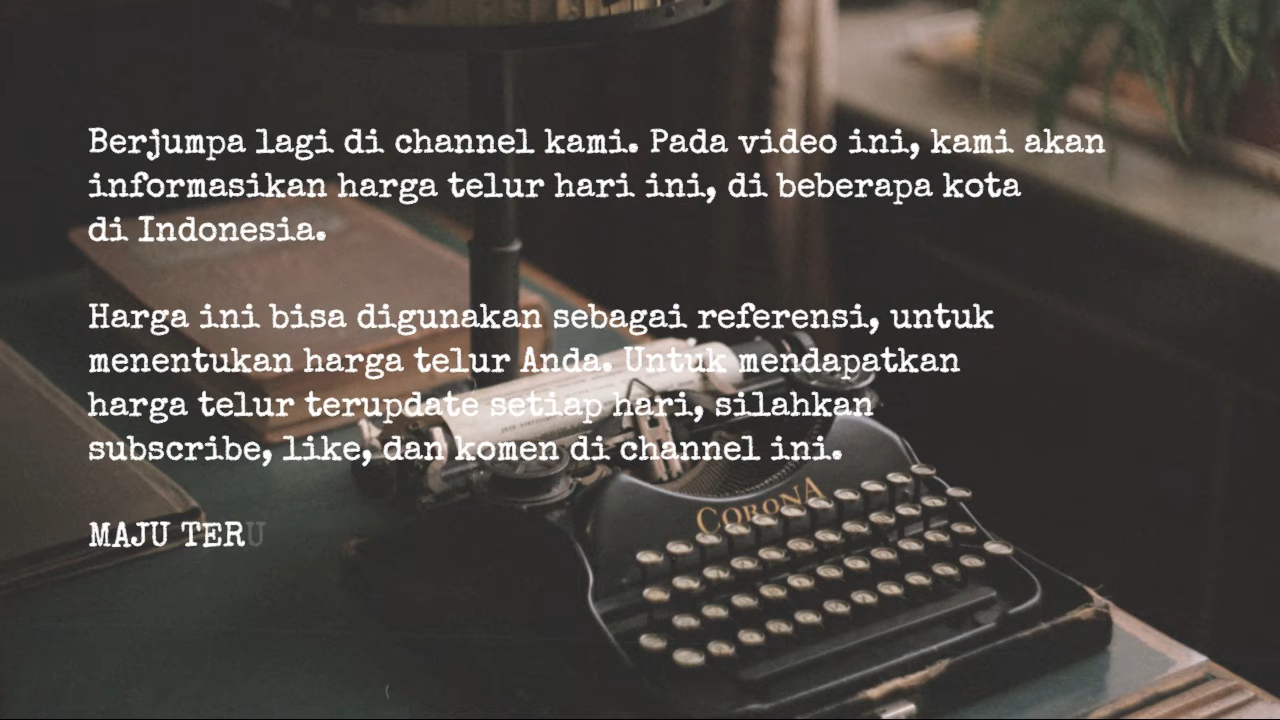 Berjumpa lagi di channel kami. Pada video ini, kami akan
informasikan harga telur hari ini, di beberapa kota
di Indonesia.
Harga ini bisa digunakan sebagai referensi, untuk
menentukan harga telur Anda. Untuk mendapatkan
harga telur terupdate setiap hari, silahkan
subscribe, like, dan komen di channel ini.
MAJU TERU
CORONA